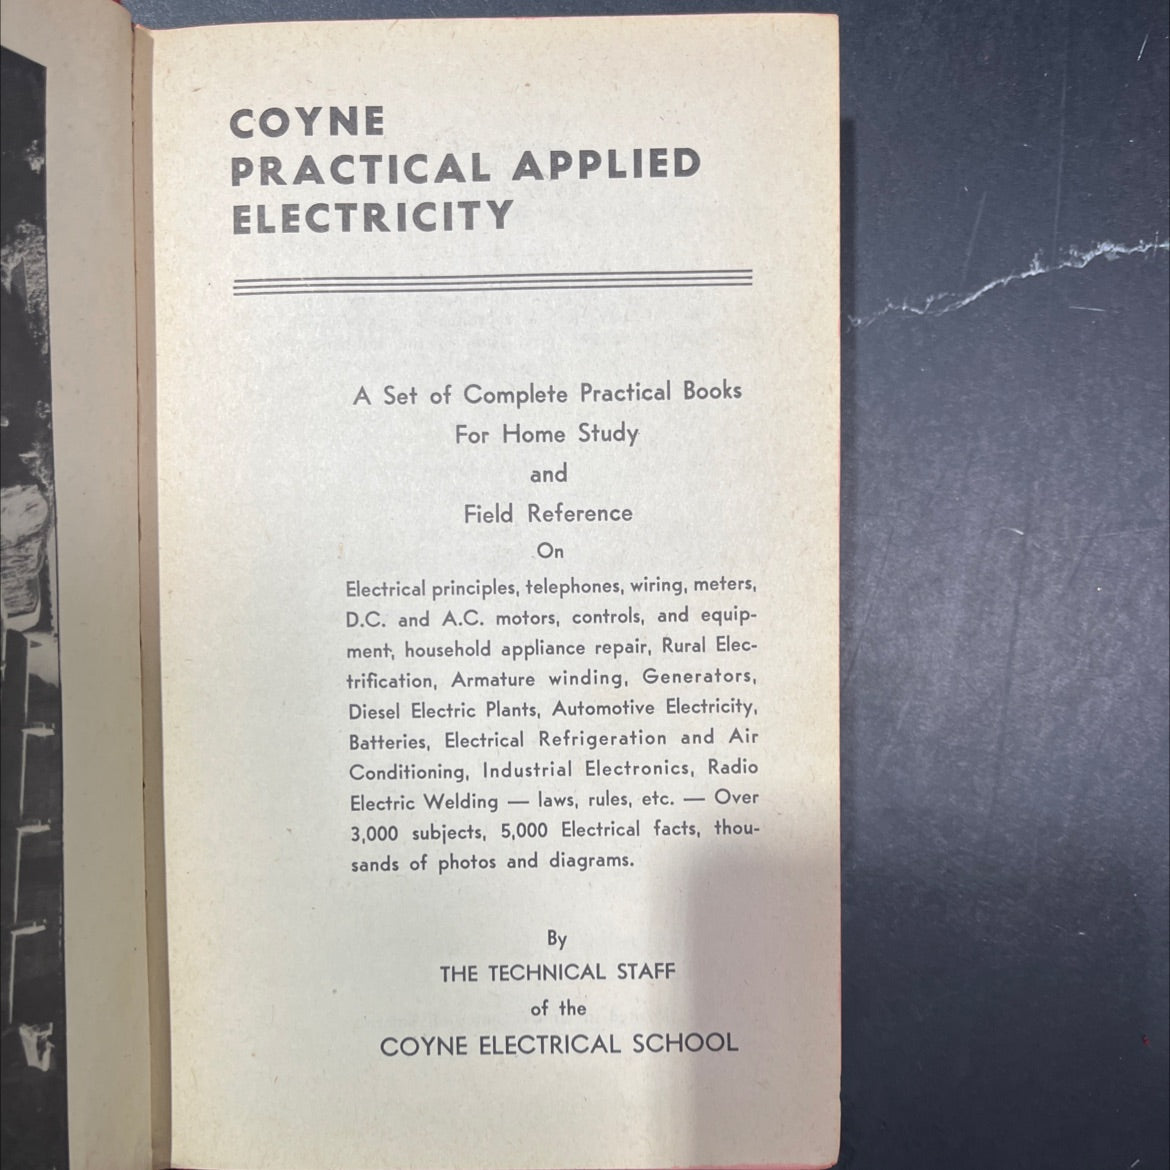 COYNE
PRACTICAL APPLIED
ELECTRICITY
A Set of Complete Practical Books
For Home Study
and
Field Reference
On
Electrical principles, telephones, wiring, meters,
D.C. and A.C. motors, controls, and equip-
ment, household appliance repair, Rural Elec-
trification, Armature winding, Generators,
Diesel Electric Plants, Automotive Electricity,
Batteries, Electrical Refrigeration and Air
Conditioning, Industrial Electronics, Radio
Electric Welding — laws, rules, etc. — Over
3,000 subjects, 5,000 Electrical facts, thou-
sands of photos and diagrams.
By
THE TECHNICAL STAFF
of the
COYNE ELECTRICAL SCHOOL